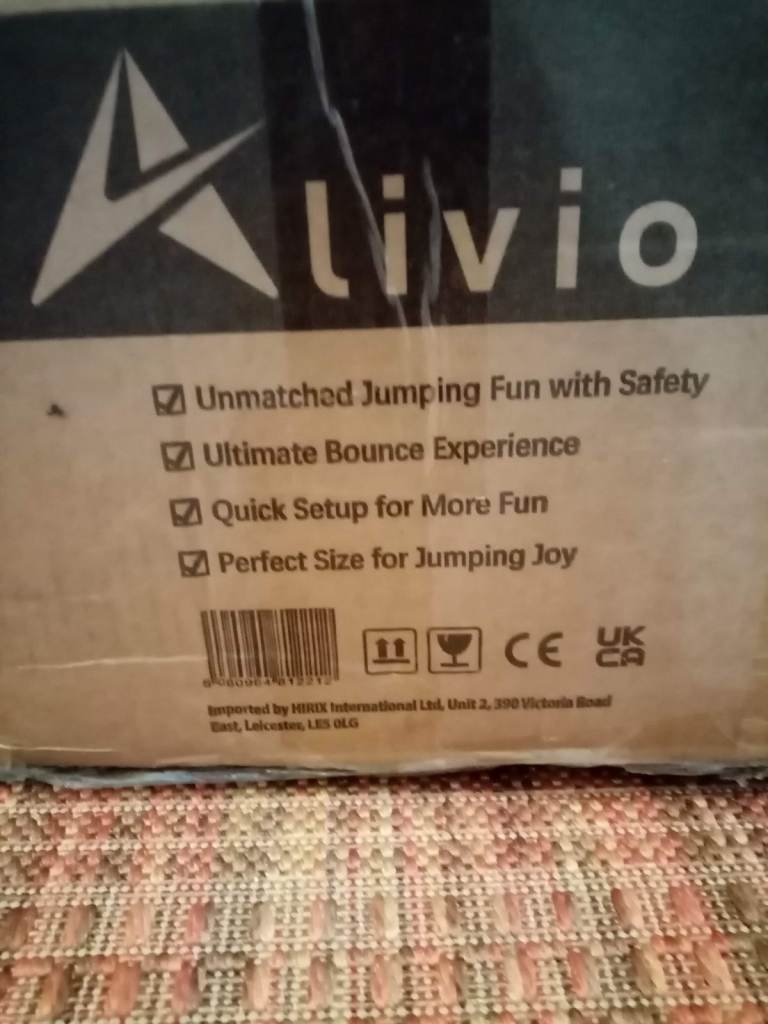 Alivio
Unmatched Jumping Fun with Safety
Ultimate Bounce Experience
Quick Setup for More Fun
Perfect Size for Jumping Joy
CE
UK
CA
Imported by HIRIX International Ltd, Unit 2, 390 Victoria Road
East, Leicester, LE5 0LG